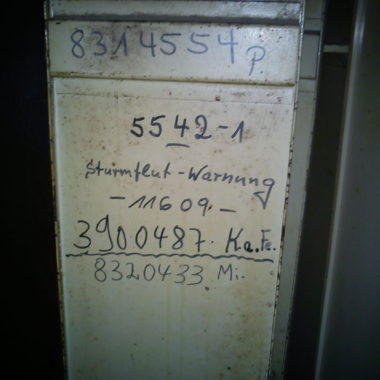 8314554 P.
5542-1
Sturmflut-Warnung
- 11609. -
3900487. Ka.Fe.
8320433. Mi.